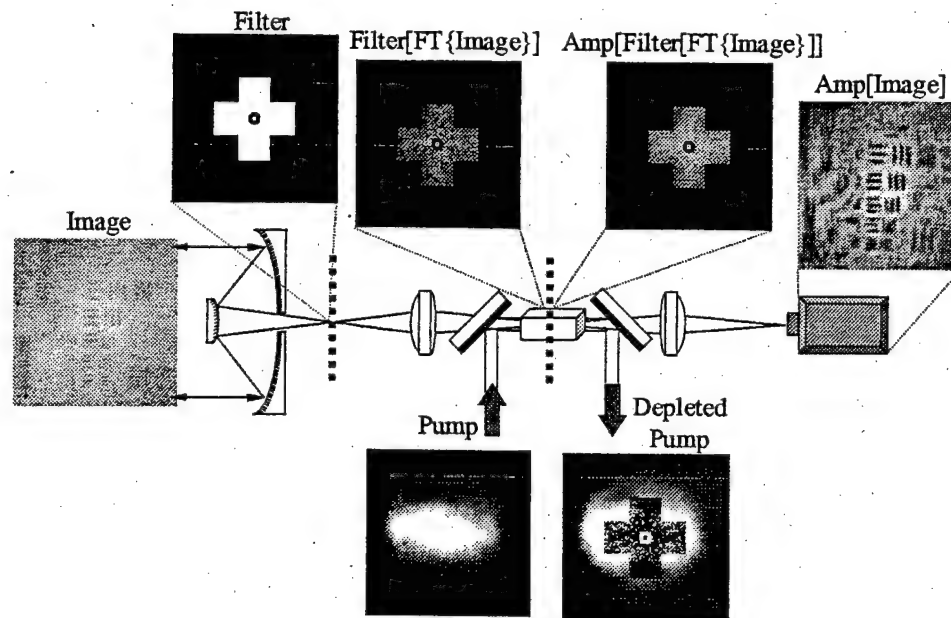 Filter
Filter[FT{Image}]
Amp[Filter[FT{Image}]]
Amp[Image]
Image
Pump
Depleted
Pump